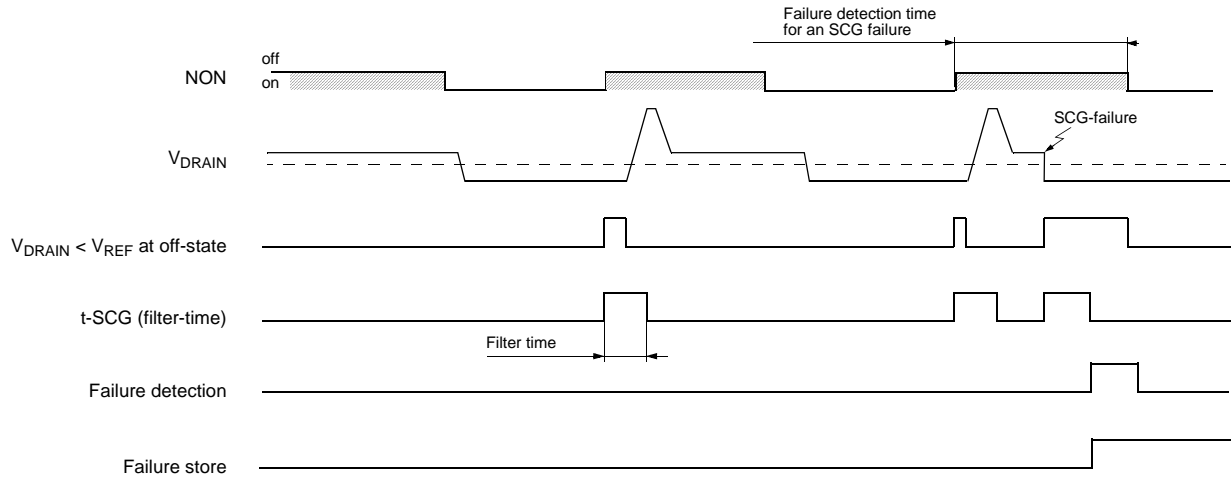 Failure detection time
for an SCG failure
off
NON
on
SCG-failure
VDRAIN
VDRAIN < VREF at off-state
t-SCG (filter-time)
Filter time
Failure detection
Failure store